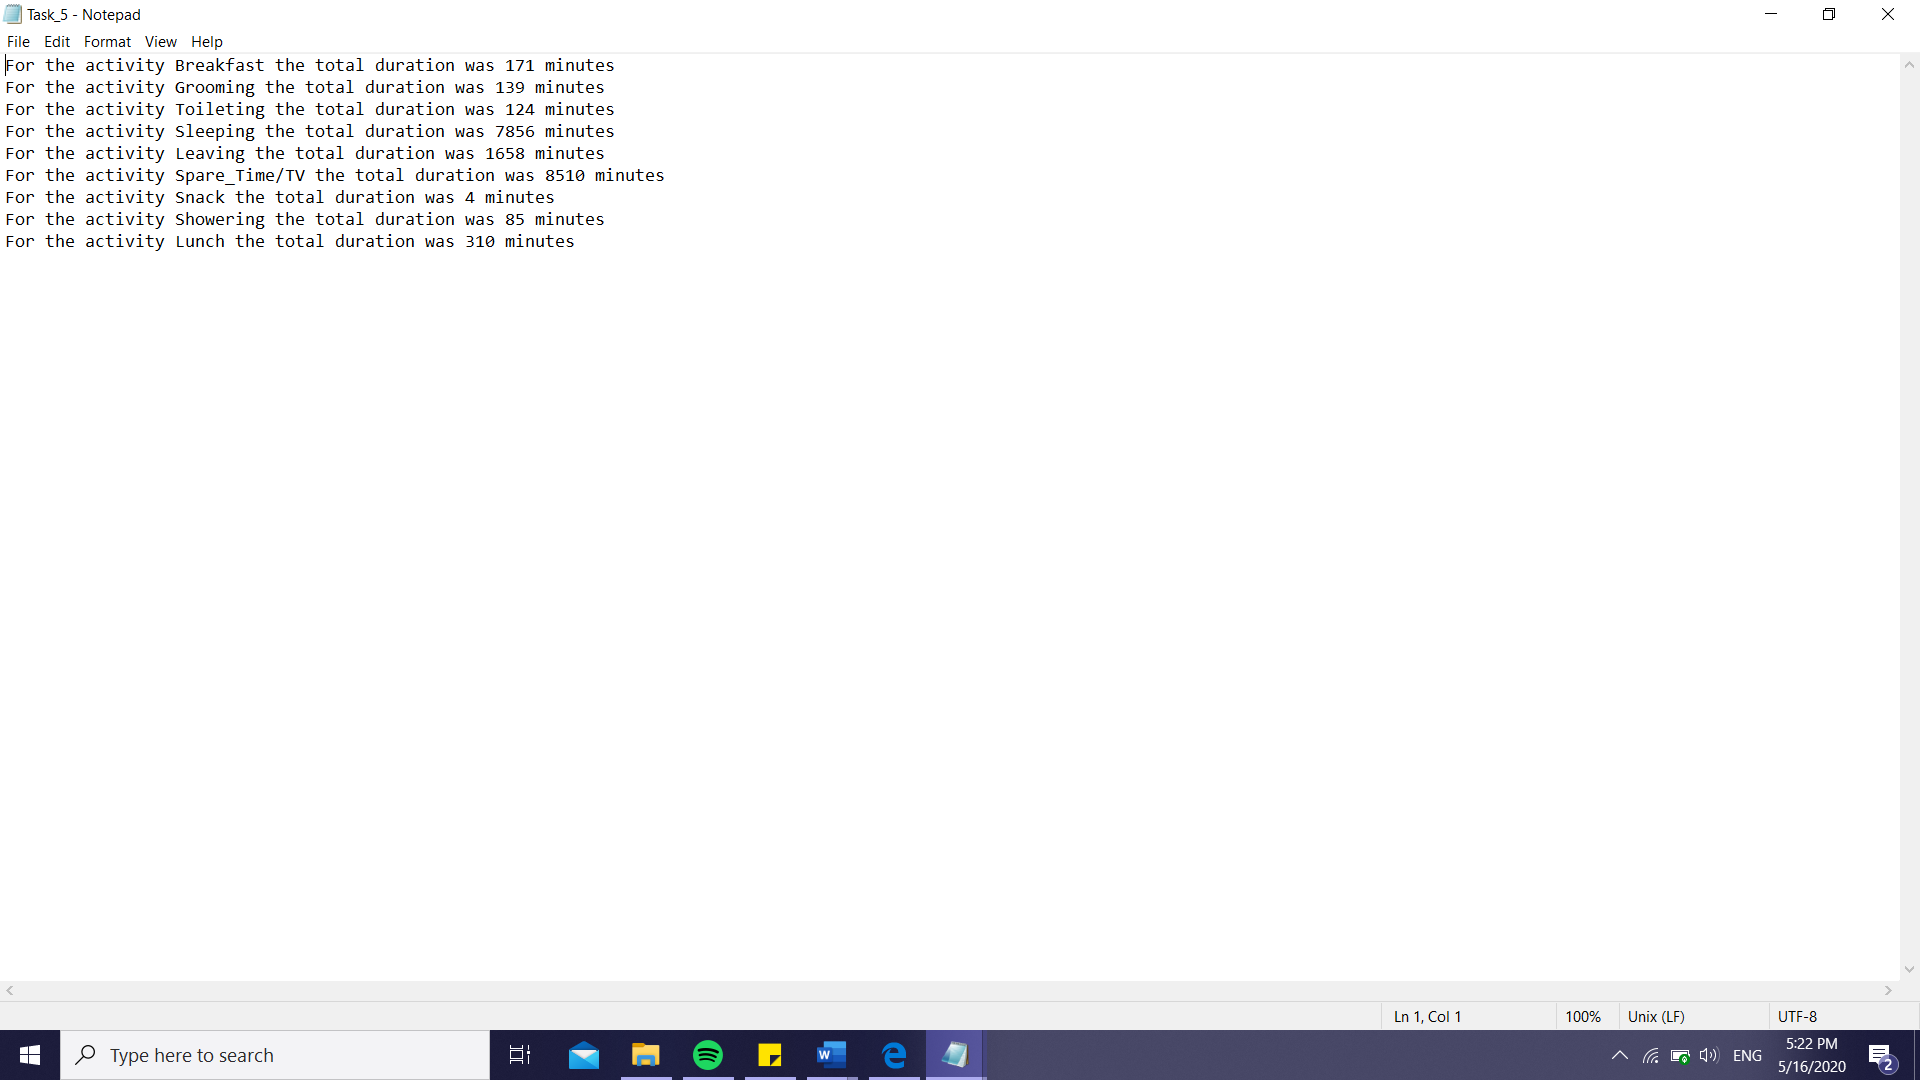 Task_5 - Notepad
File Edit Format View Help
For the activity Breakfast the total duration was 171 minutes
For the activity Grooming the total duration was 139 minutes
For the activity Toileting the total duration was 124 minutes
For the activity Sleeping the total duration was 7856 minutes
For the activity Leaving the total duration was 1658 minutes
For the activity Spare_Time/TV the total duration was 8510 minutes
For the activity Snack the total duration was 4 minutes
For the activity Showering the total duration was 85 minutes
For the activity Lunch the total duration was 310 minutes
Ln 1, Col 1 100% Unix (LF) UTF-8
Type here to search
W
ENG
5:22 PM
5/16/2020
2